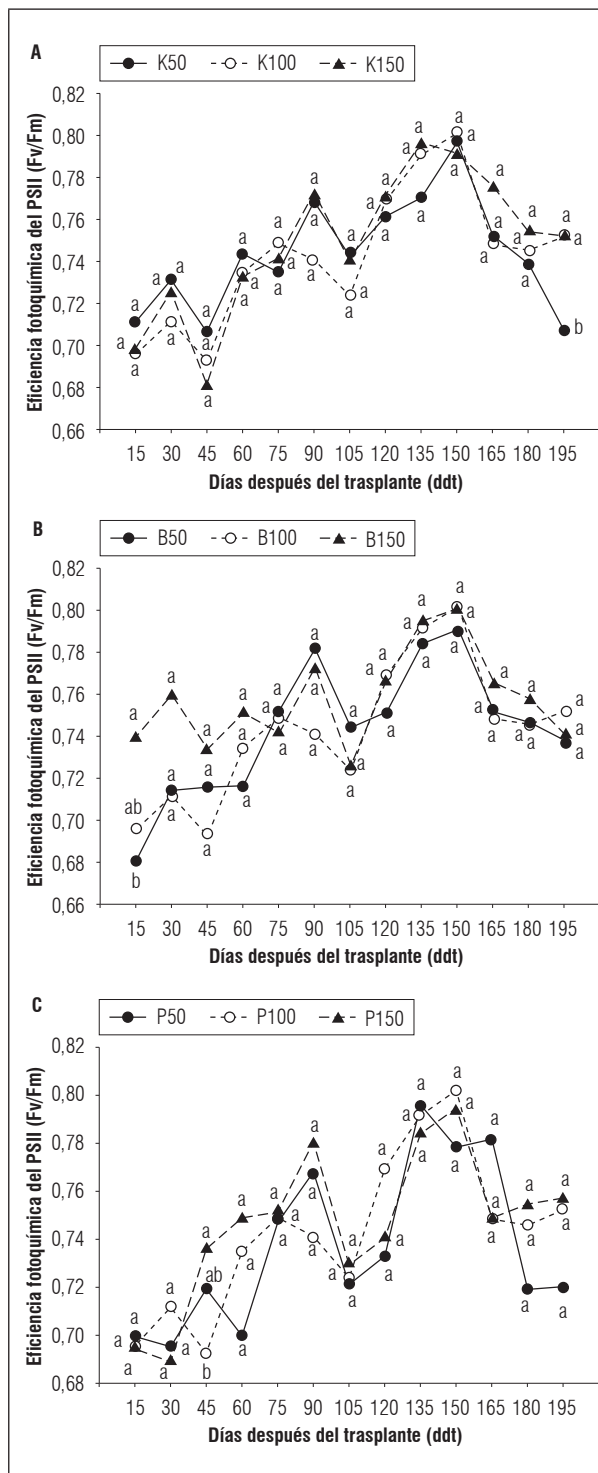 A
K50 K100 K150
Eficiencia fotoquímica del PSII (Fv/Fm)
0,82
0,80
0,78
0,76
0,74
0,72
0,70
0,68
0,66
a a a a a a a a a a a a a
a a a a a a a a a a a a a
a a a a a a a a a a a a b
15 30 45 60 75 90 105 120 135 150 165 180 195
Días después del trasplante (ddt)
B
B50 B100 B150
Eficiencia fotoquímica del PSII (Fv/Fm)
0,82
0,80
0,78
0,76
0,74
0,72
0,70
0,68
0,66
a a a a a a a a a a a a a
ab a a a a a a a a a a a a
b a a a a a a a a a a a a
15 30 45 60 75 90 105 120 135 150 165 180 195
Días después del trasplante (ddt)
C
P50 P100 P150
Eficiencia fotoquímica del PSII (Fv/Fm)
0,82
0,80
0,78
0,76
0,74
0,72
0,70
0,68
a a a a a a a a a a a a a
a a ab a a a a a a a a a a
a a b a a a a a a a a a a
15 30 45 60 75 90 105 120 135 150 165 180 195
Días después del trasplante (ddt)